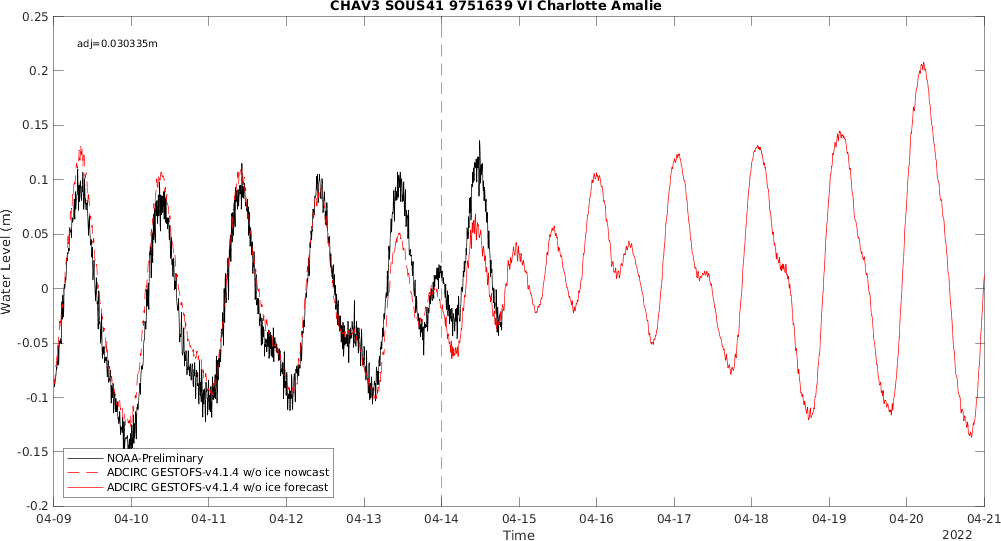 CHAV3 SOUS41 9751639 VI Charlotte Amalie
adj=0.030335m
0.25
0.2
0.15
0.1
0.05
0
-0.05
-0.1
-0.15
-0.2
Water Level (m)
NOAA-Preliminary
ADCIRC GESTOFS-v4.1.4 w/o ice nowcast
ADCIRC GESTOFS-v4.1.4 w/o ice forecast
04-09 04-10 04-11 04-12 04-13 04-14 04-15 04-16 04-17 04-18 04-19 04-20 04-21
Time
2022